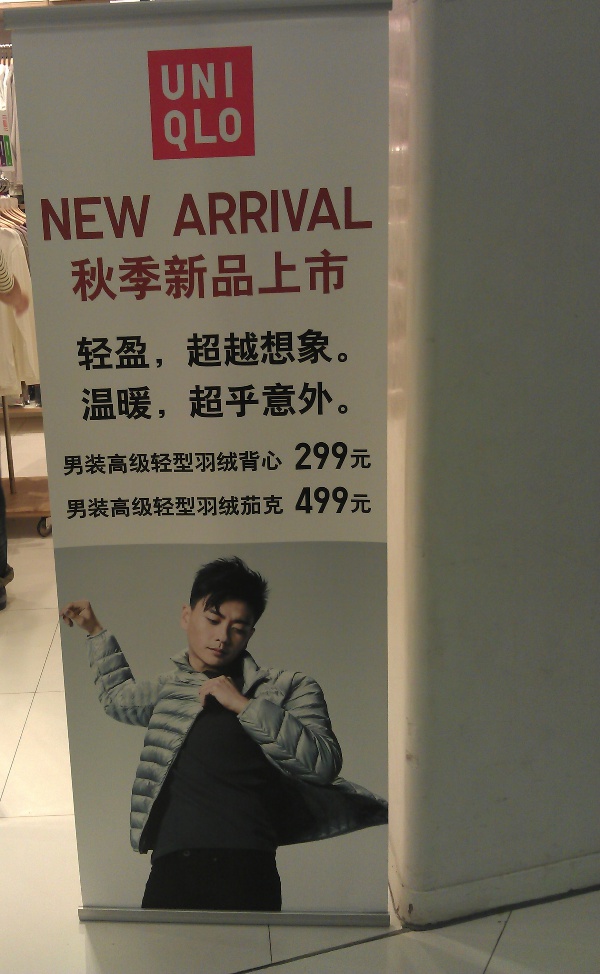 UNI
QLO
NEW ARRIVAL
秋季新品上市
轻盈，超越想象。
温暖，超乎意外。
男装高级轻型羽绒背心 299元
男装高级轻型羽绒茄克 499元